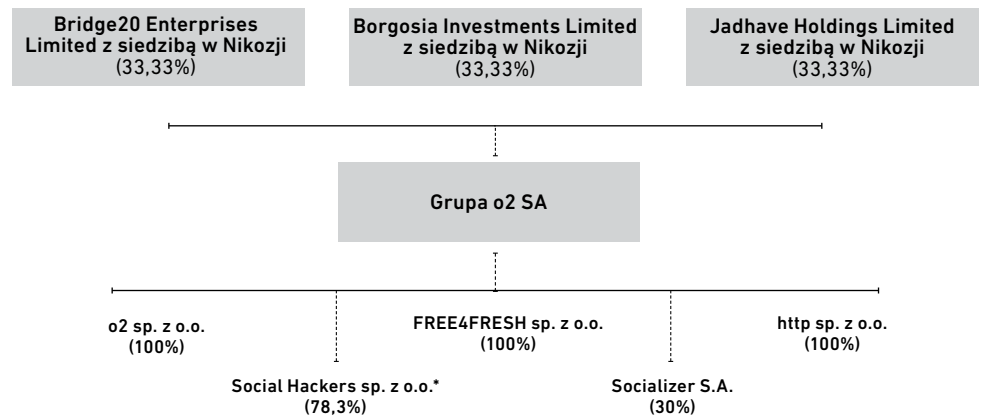 Bridge20 Enterprises
Limited z siedzibą w Nikozji
(33,33%)
Borgosia Investments Limited
z siedzibą w Nikozji
(33,33%)
Jadhave Holdings Limited
z siedzibą w Nikozji
(33,33%)
Grupa o2 SA
o2 sp. z o.o.
(100%)
FREE4FRESH sp. z o.o.
(100%)
http sp. z o.o.
(100%)
Social Hackers sp. z o.o.*
(78,3%)
Socializer S.A.
(30%)